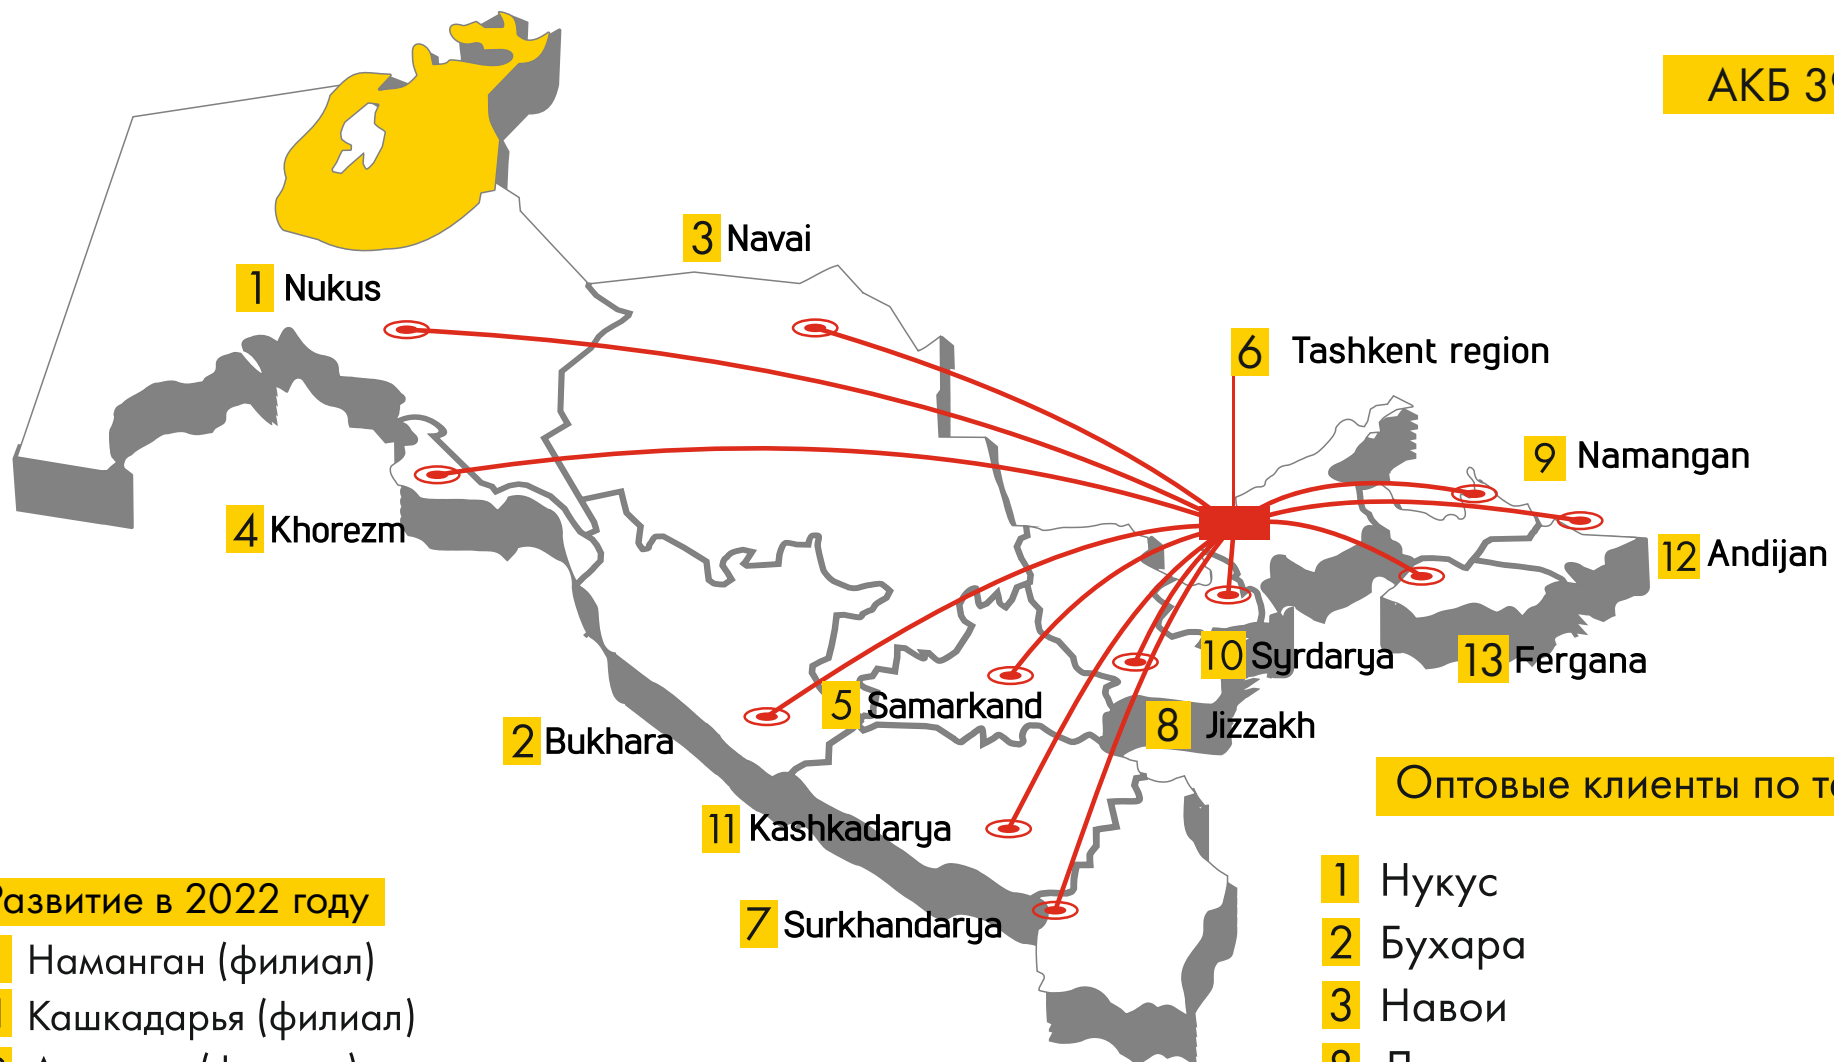 АКБ
3 Navai
1 Nukus
6 Tashkent region
9 Namangan
4 Khorezm
12 Andijan
10 Syrdarya
13 Fergana
5 Samarkand
8 Jizzakh
2 Bukhara
Оптовые клиенты по
11 Kashkadarya
1 Нукус
Развитие в 2022 году
7 Surkhandarya
2 Бухара
Наманган (филиал)
3 Навои
Кашкадарья (филиал)